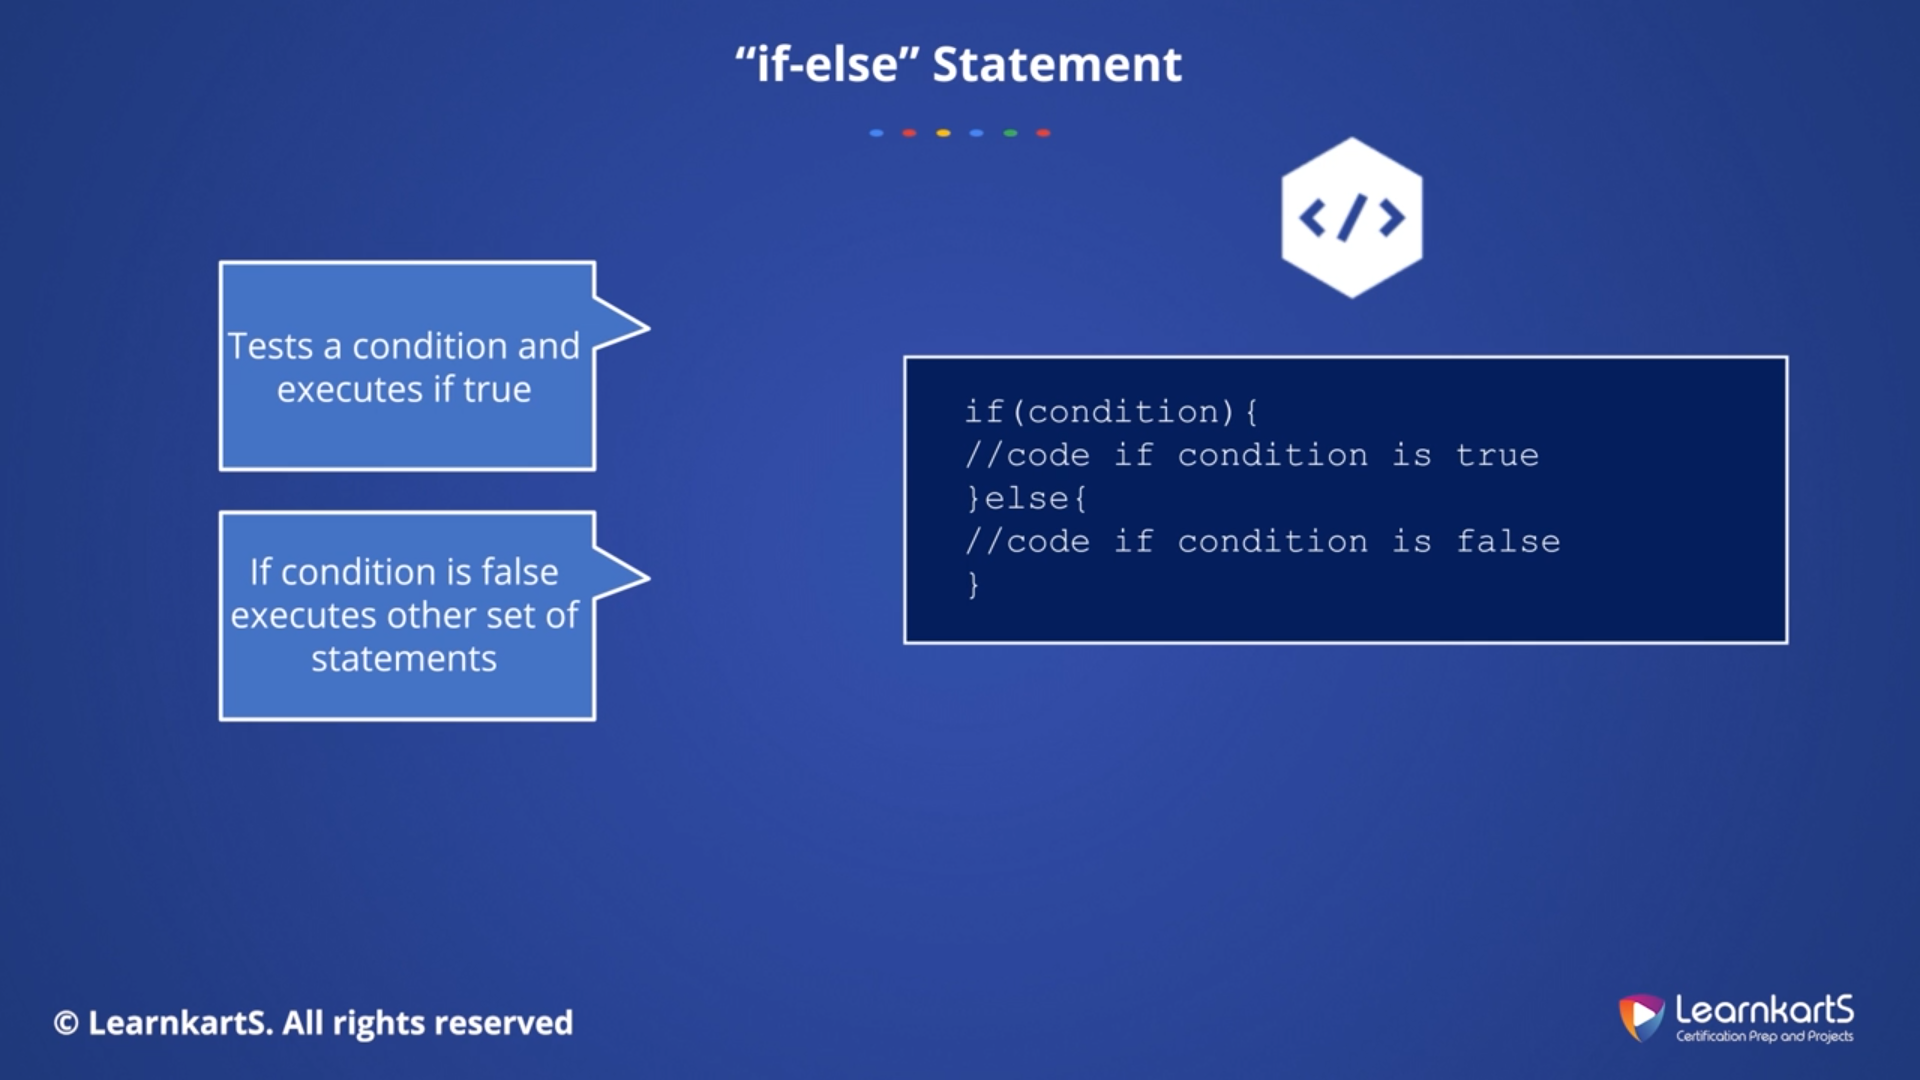 “if-else” Statement
</>
Tests a condition and
executes if true
If condition is false
executes other set of
statements
if(condition){
//code if condition is true
}else{
//code if condition is false
}
© LearnkartS. All rights reserved
LearnkartS
Certification Prep and Projects